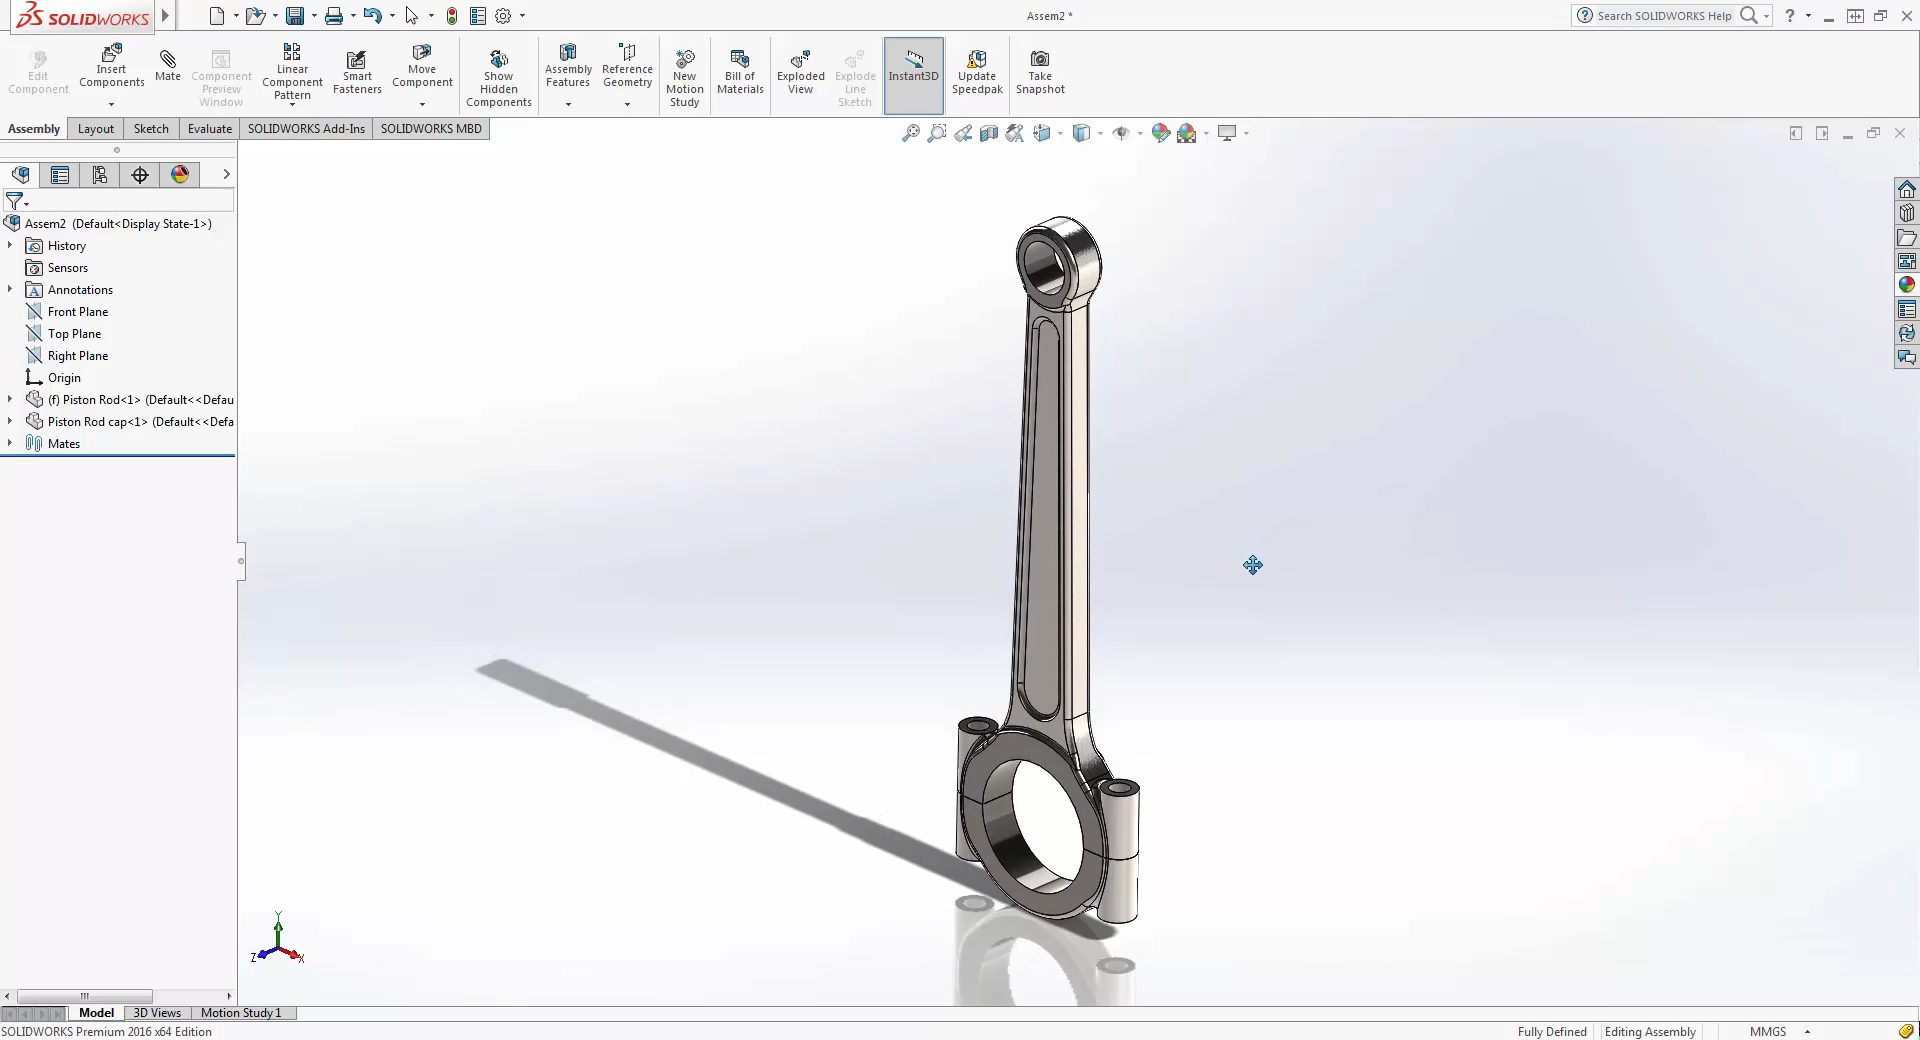 SOLIDWORKS
Assem2 *
Search SOLIDWORKS Help
Edit Component
Insert Components
Mate
Component Preview Window
Linear Component Pattern
Smart Fasteners
Move Component
Show Hidden Components
Assembly Features
Reference Geometry
New Motion Study
Bill of Materials
Exploded View
Explode Line Sketch
Instant3D
Update Speedpak
Take Snapshot
Assembly
Layout
Sketch
Evaluate
SOLIDWORKS Add-Ins
SOLIDWORKS MBD
Assem2 (Default<Display State-1>)
History
Sensors
Annotations
Front Plane
Top Plane
Right Plane
Origin
(f) Piston Rod<1> (Default<<Defau
Piston Rod cap<1> (Default<<Defa
Mates
Y
Z
X
Model
3D Views
Motion Study 1
SOLIDWORKS Premium 2016 x64 Edition
Fully Defined
Editing Assembly
MMGS